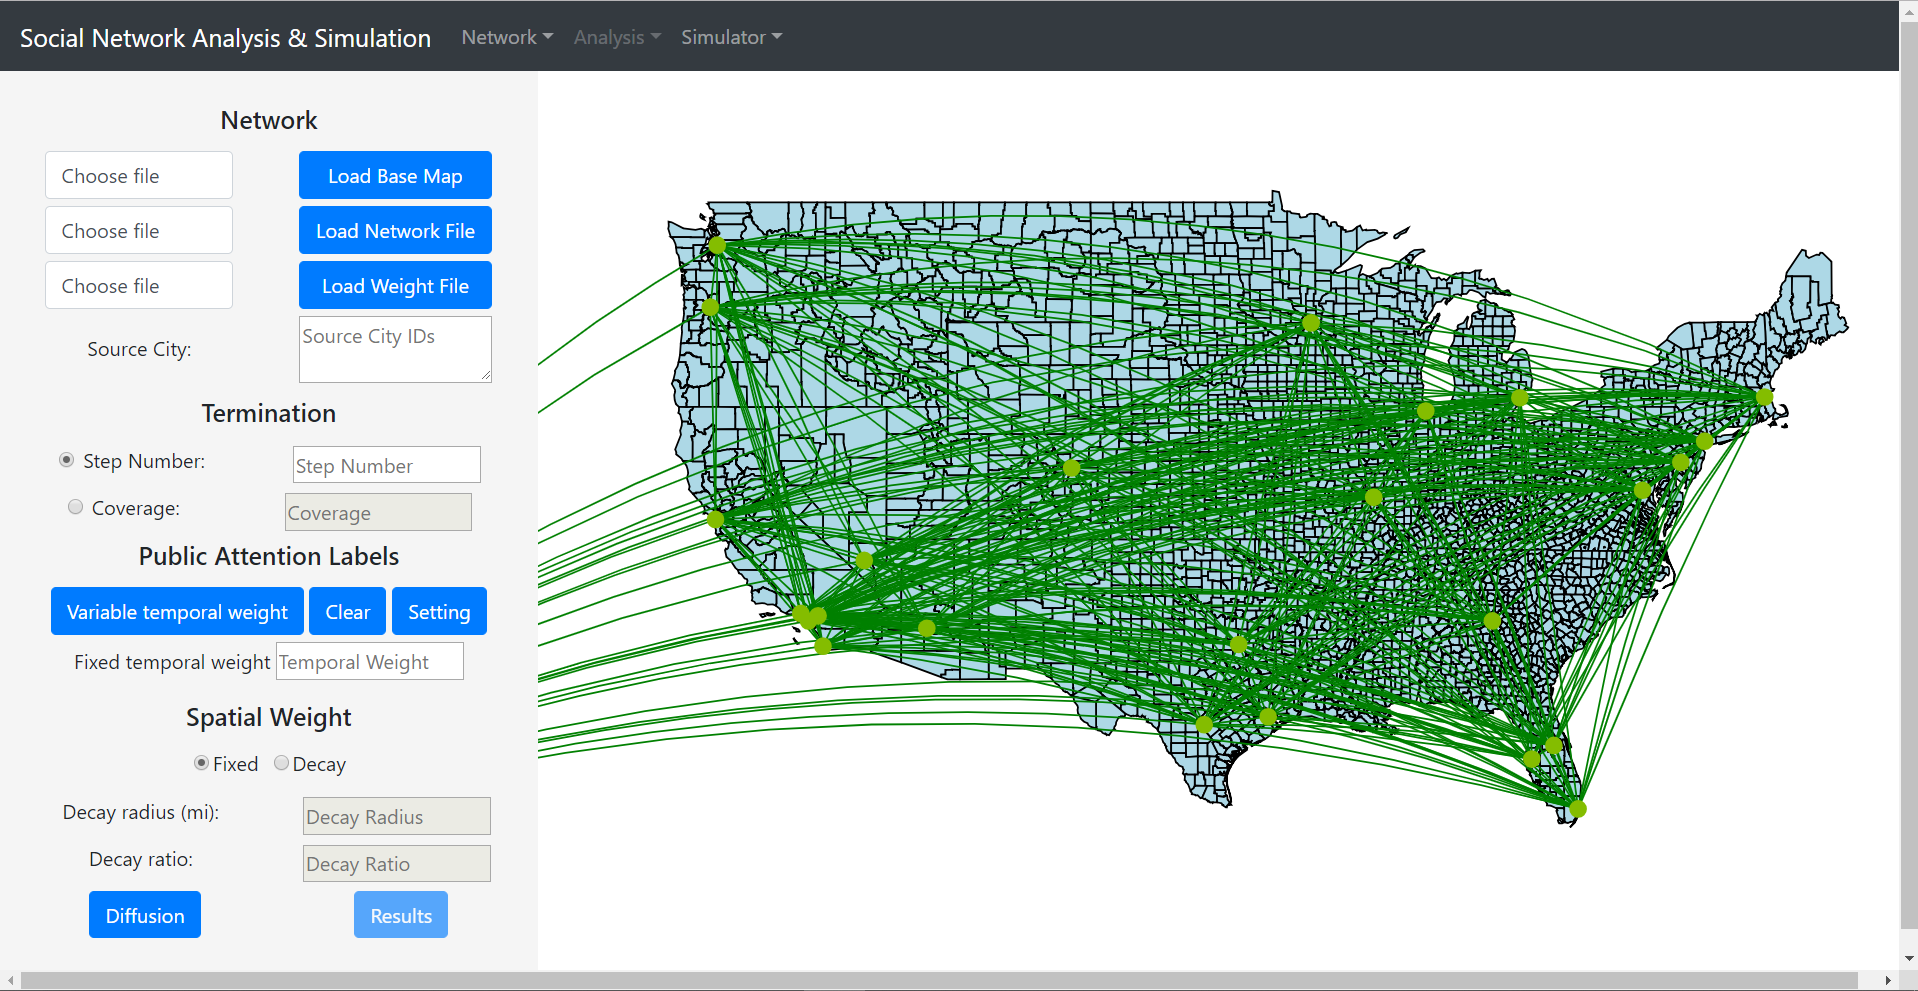 Social Network Analysis & Simulation Network Analysis Simulator
Network
Choose file Load Base Map
Choose file Load Network File
Choose file Load Weight File
Source City: Source City IDs
Termination
Step Number: Step Number
Coverage: Coverage
Public Attention Labels
Variable temporal weight Clear Setting
Fixed temporal weight Temporal Weight
Spatial Weight
Fixed Decay
Decay radius (mi): Decay Radius
Decay ratio: Decay Ratio
Diffusion Results